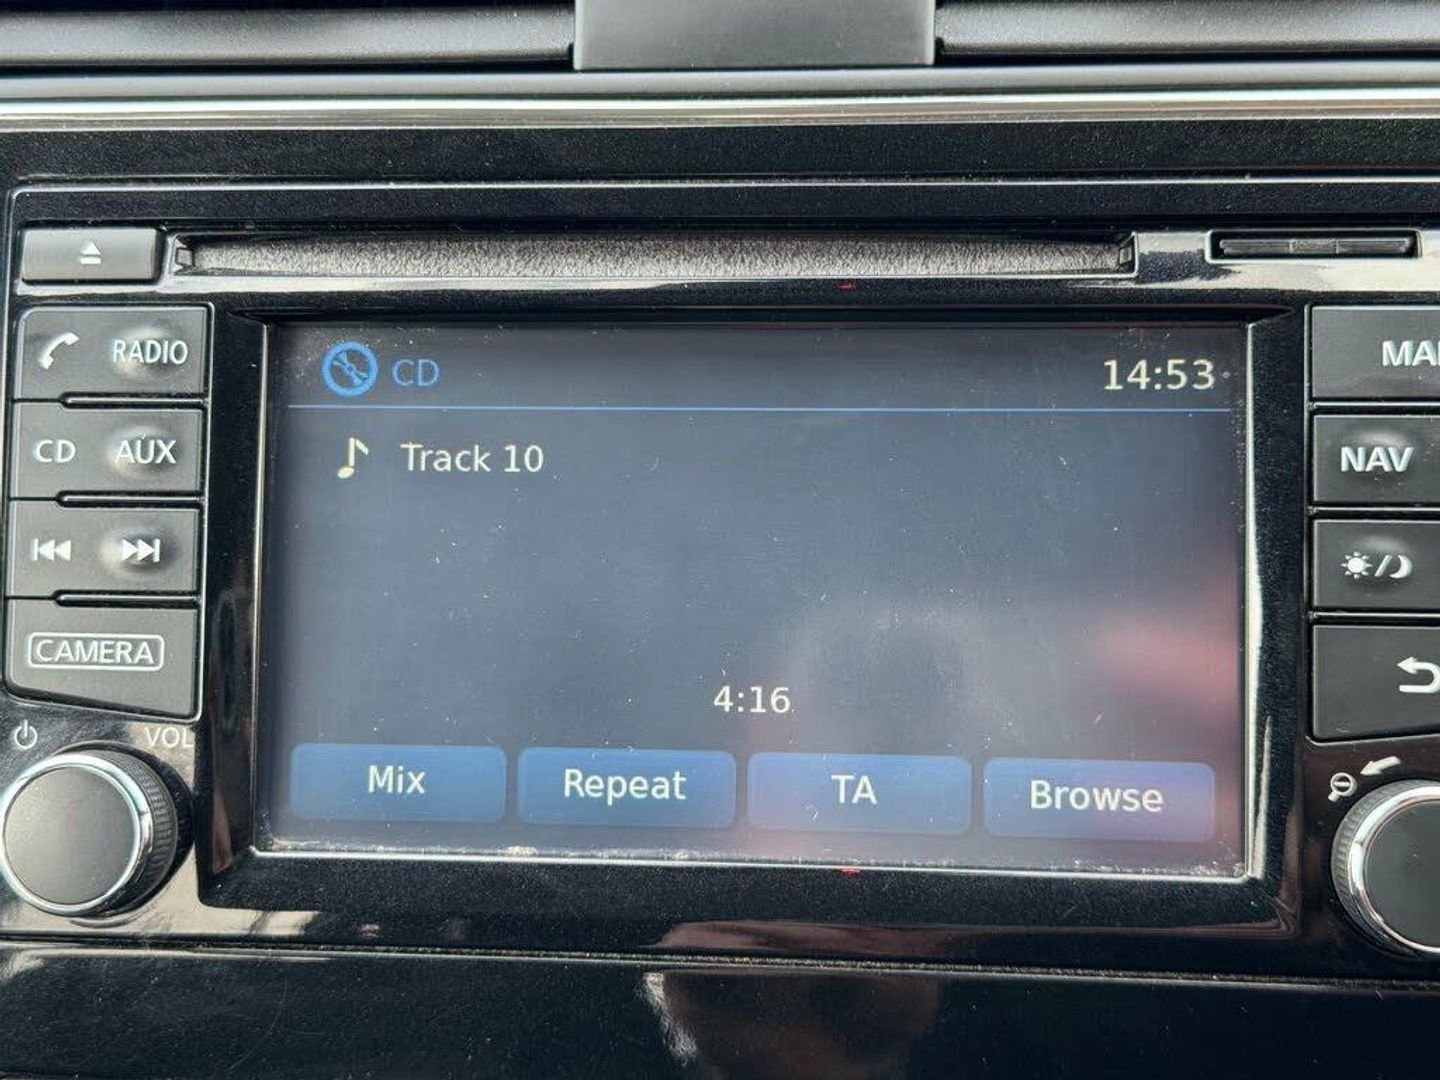 RADIO
CD AUX
CAMERA
VOL
CD 14:53
Track 10
4:16
Mix Repeat TA Browse
NAV